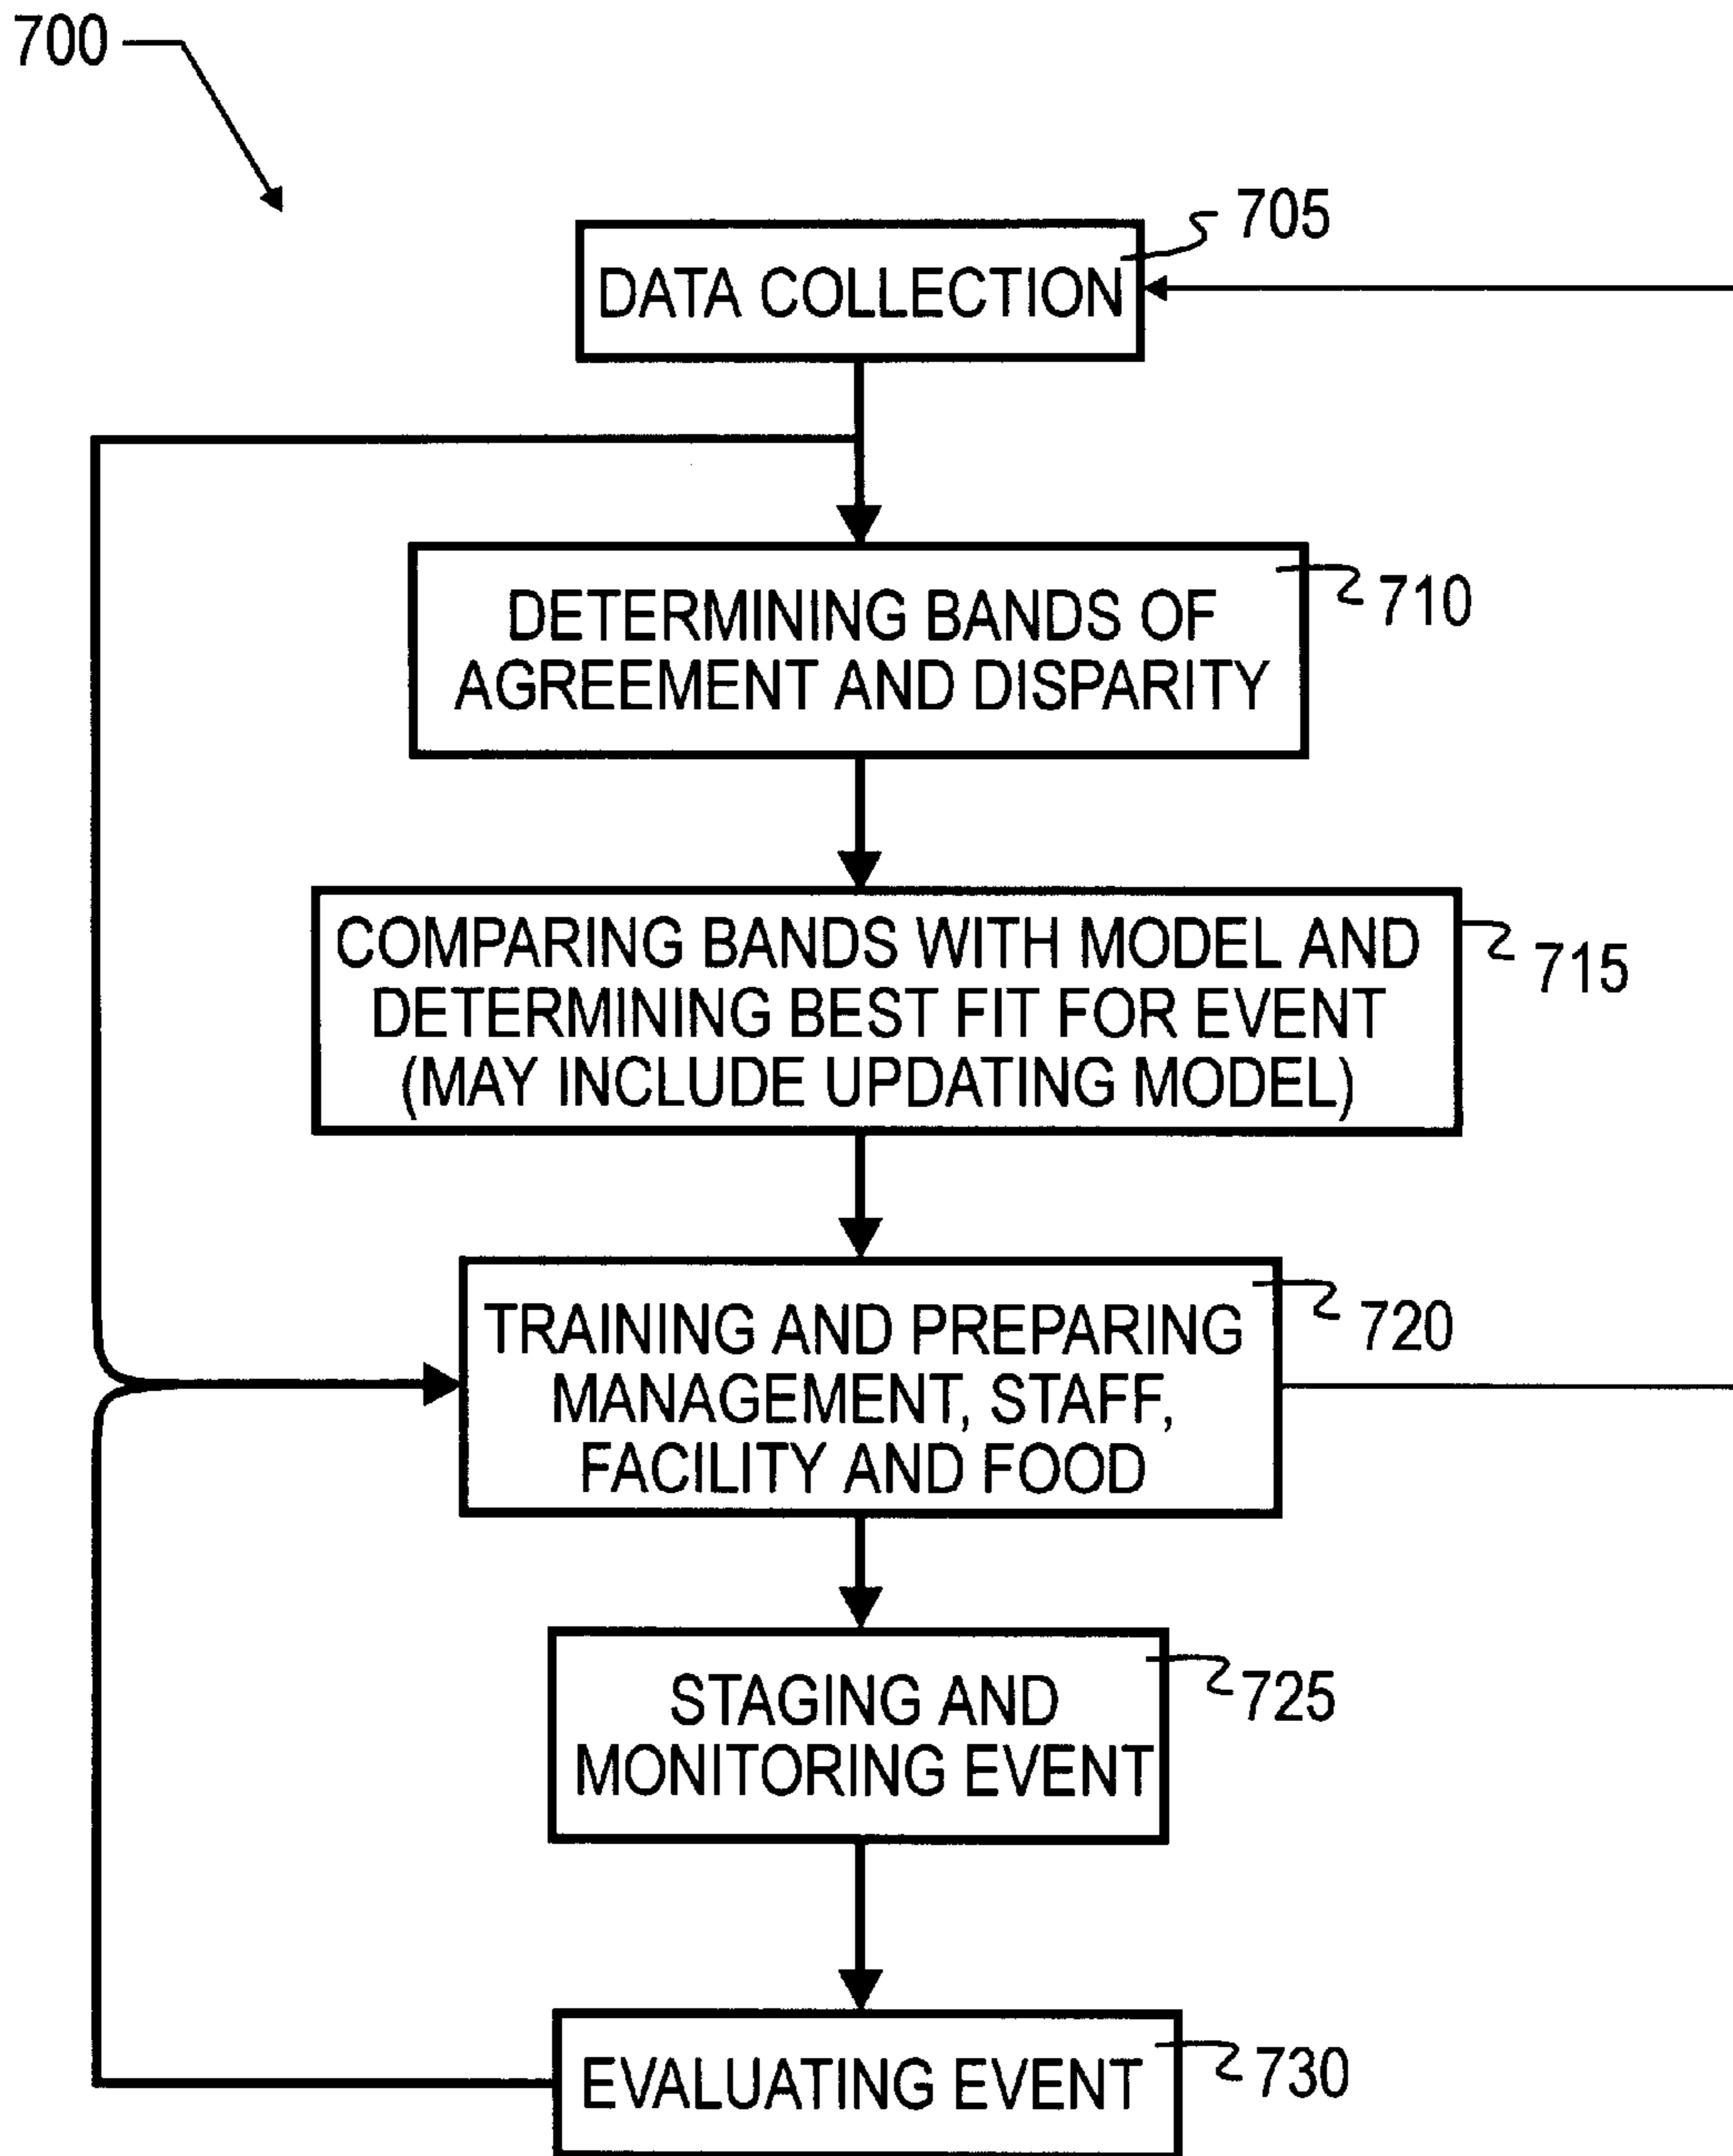 700
705
DATA COLLECTION
710
DETERMINING BANDS OF
AGREEMENT AND DISPARITY
COMPARING BANDS WITH MODEL AND
DETERMINING BEST FIT FOR EVENT
(MAY INCLUDE UPDATING MODEL)
715
TRAINING AND PREPARING
MANAGEMENT, STAFF,
FACILITY AND FOOD
720
STAGING AND
MONITORING EVENT
725
EVALUATING EVENT
730